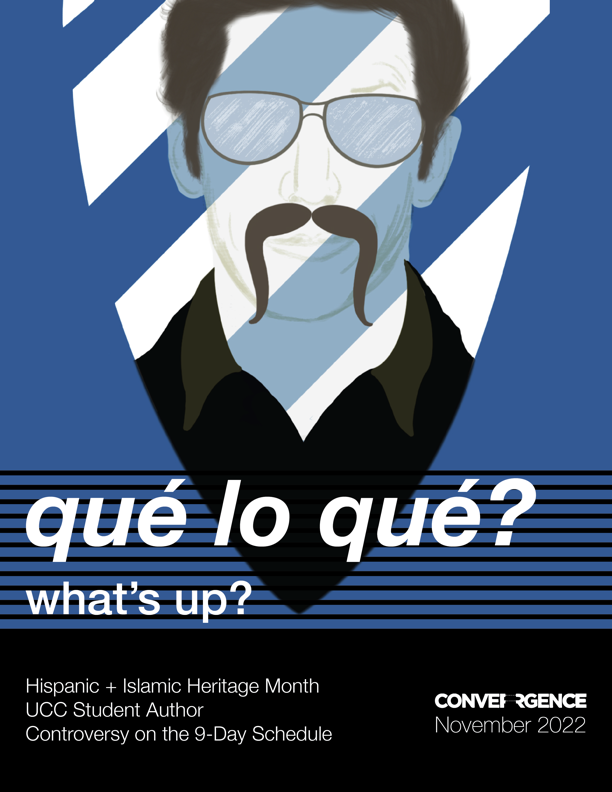 qué lo qué?
what's up?
Hispanic + Islamic Heritage Month
UCC Student Author
Controversy on the 9-Day Schedule
CONVERGENCE
November 2022